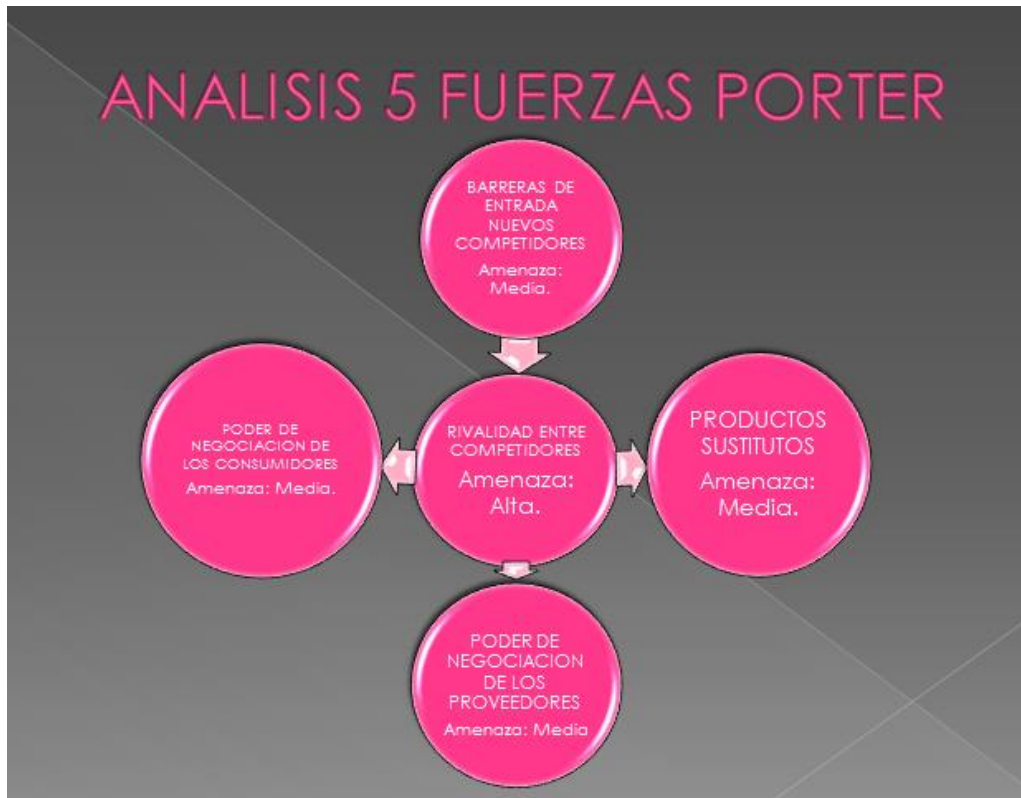 ANALISIS 5 FUERZAS PORTER
BARRERAS DE
ENTRADA
NUEVOS
COMPETIDORES
Amenaza:
Media.
PODER DE
NEGOCIACION DE
LOS CONSUMIDORES
Amenaza: Media.
RIVALIDAD ENTRE
COMPETIDORES
Amenaza:
Alta.
PRODUCTOS
SUSTITUTOS
Amenaza:
Media.
PODER DE
NEGOCIACION
DE LOS
PROVEEDORES
Amenaza: Media